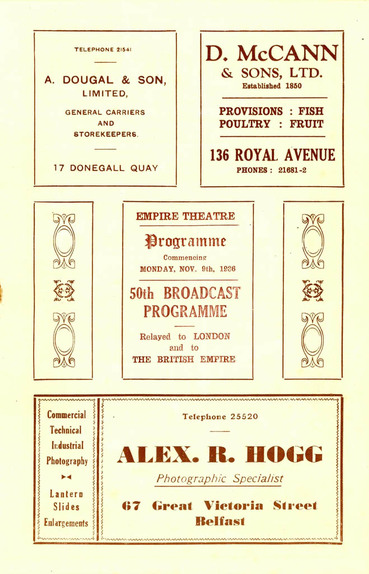 TELEPHONE 21541
A. DOUGAL & SON,
LIMITED,
GENERAL CARRIERS
AND
STOREKEEPERS.
17 DONEGALL QUAY
D. McCANN
& SONS, LTD.
Established 1850
PROVISIONS : FISH
POULTRY : FRUIT
136 ROYAL AVENUE
PHONES : 21681-2
EMPIRE THEATRE
Programme
Commencing
MONDAY, NOV. 9th, 1936
50th BROADCAST
PROGRAMME
Relayed to LONDON
and to
THE BRITISH EMPIRE
Commercial
Technical
Industrial
Photography
Lantern
Slides
Enlargements
Telephone 25520
ALEX. R. HOGG
Photographic Specialist
67 Great Victoria Street
Belfast